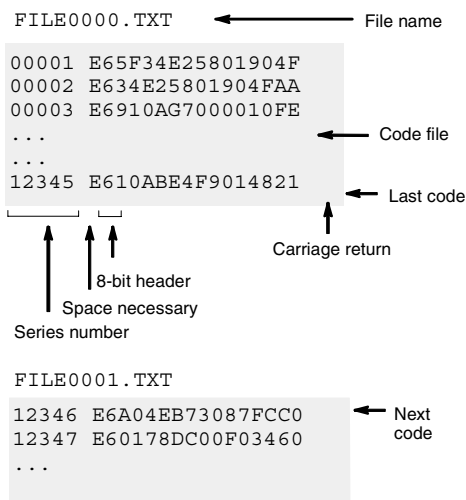 FILE0000.TXT
File name
00001 E65F34E25801904F
00002 E634E25801904FAA
00003 E6910AG7000010FE
...
Code file
...
12345 E610ABE4F9014821
Last code
Carriage return
8-bit header
Space necessary
Series number
FILE0001.TXT
12346 E6A04EB73087FCC0
Next
code
12347 E60178DC00F03460
...